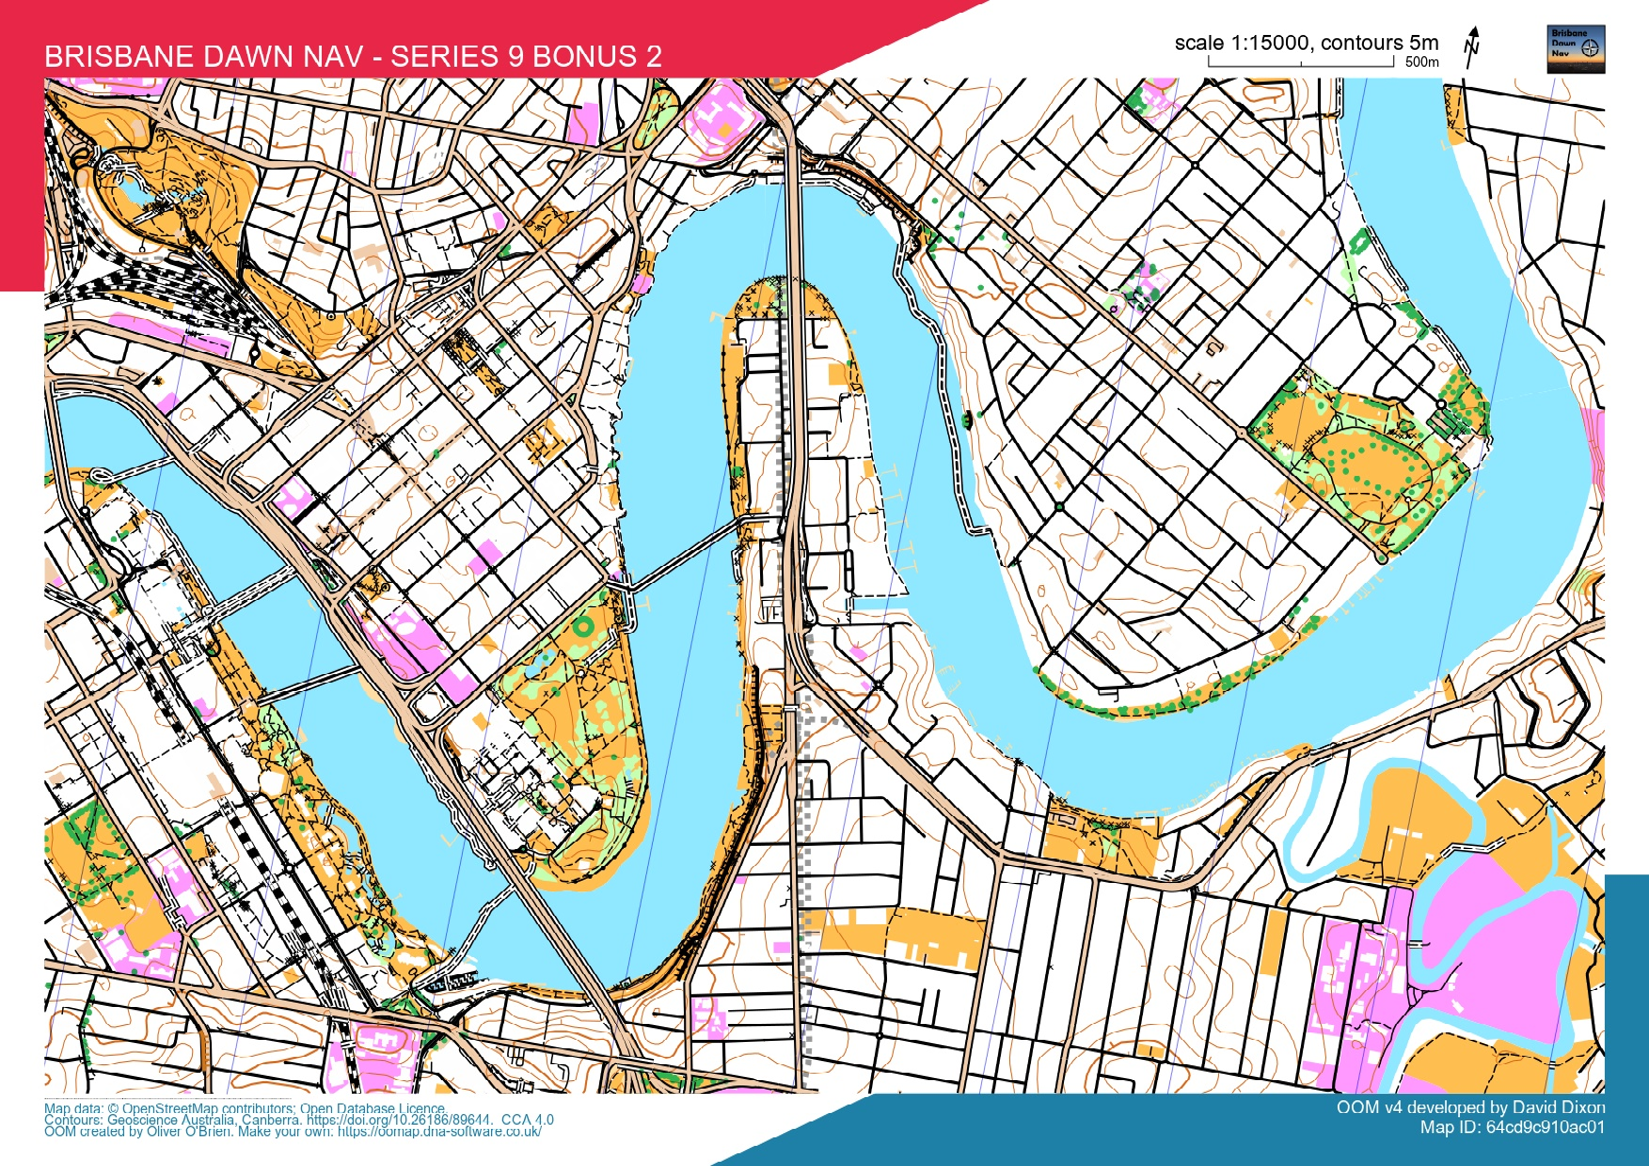 BRISBANE DAWN NAV - SERIES 9 BONUS 2
scale 1:15000, contours 5m
500m
N
Brisbane
Dawn
Nav
Map data: © OpenStreetMap contributors; Open Database Licence.
Contours: Geoscience Australia, Canberra. https://doi.org/10.26186/89644. CCA 4.0
OOM created by Oliver O'Brien. Make your own: https://oomap.dna-software.co.uk/
OOM v4 developed by David Dixon
Map ID: 64cd9c910ac01